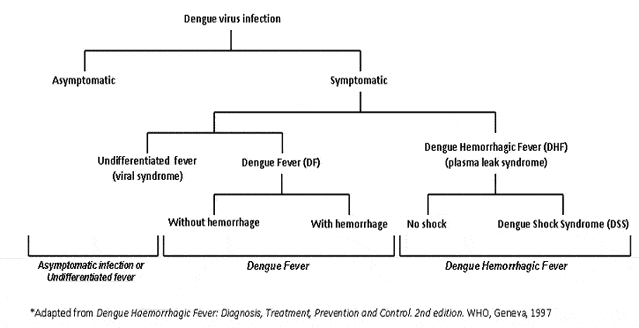 Dengue virus infection
Asymptomatic
Symptomatic
Undifferentiated fever
(viral syndrome)
Dengue Fever (DF)
Dengue Hemorrhagic Fever (DHF)
(plasma leak syndrome)
Without hemorrhage
With hemorrhage
No shock
Dengue Shock Syndrome (DSS)
Asymptomatic infection or
Undifferentiated fever
Dengue Fever
Dengue Hemorrhagic Fever
*Adapted from Dengue Haemorrhagic Fever: Diagnosis, Treatment, Prevention and Control. 2nd edition. WHO, Geneva, 1997